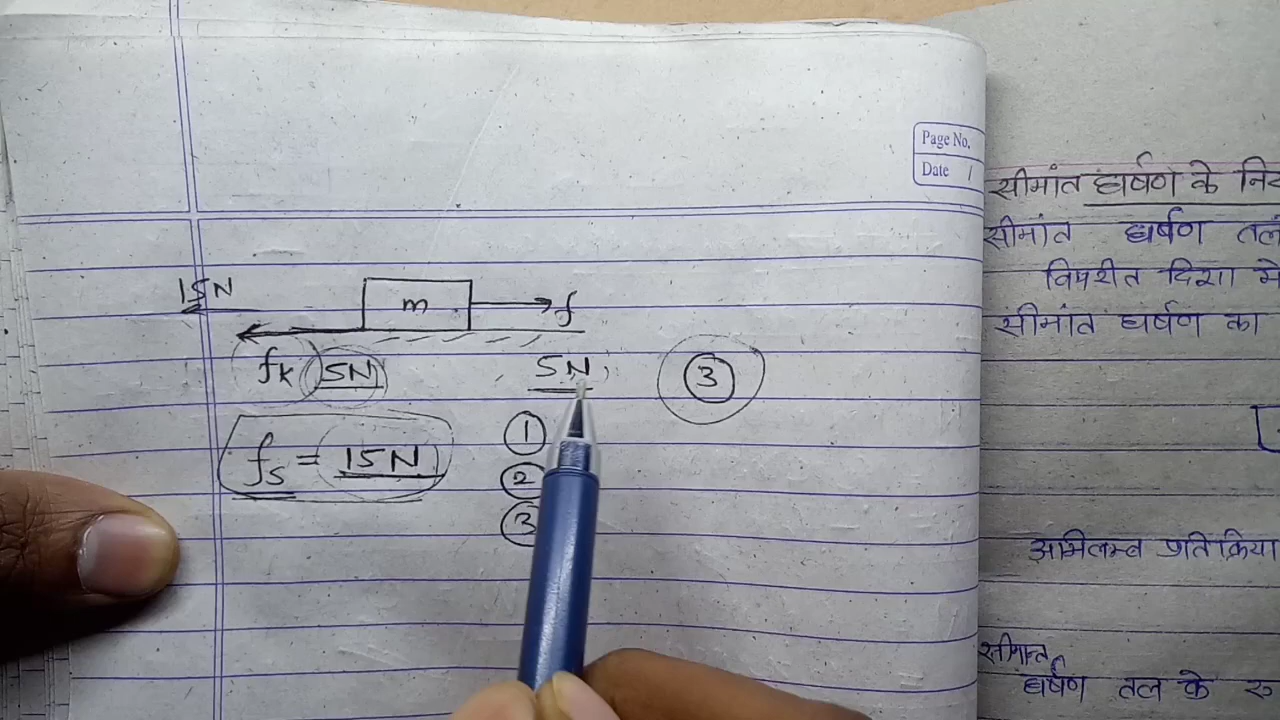 Page No.
Date /
15N
m
f
fk 5N
5N
3
fs = 15N
1
2
3
सीमांत घर्षण के
सीमांत घर्षण
विपरीत दिशा मे
सीमांत घर्षण का
अभिलम्ब प्रतिक्रिया
सीमान्त
घर्षण तल के